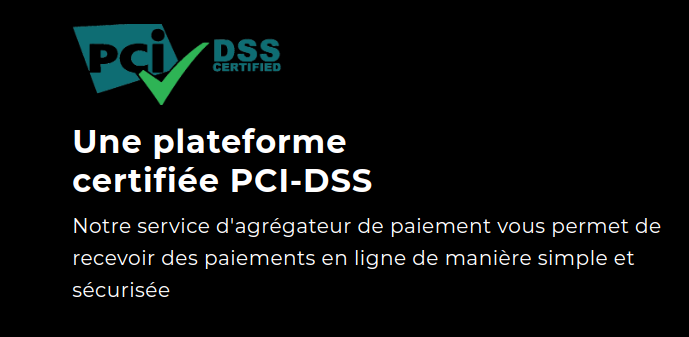 PCi DSS
CERTIFIED
Une plateforme
certifiée PCI-DSS
Notre service d'agrégateur de paiement vous permet de
recevoir des paiements en ligne de manière simple et
sécurisée